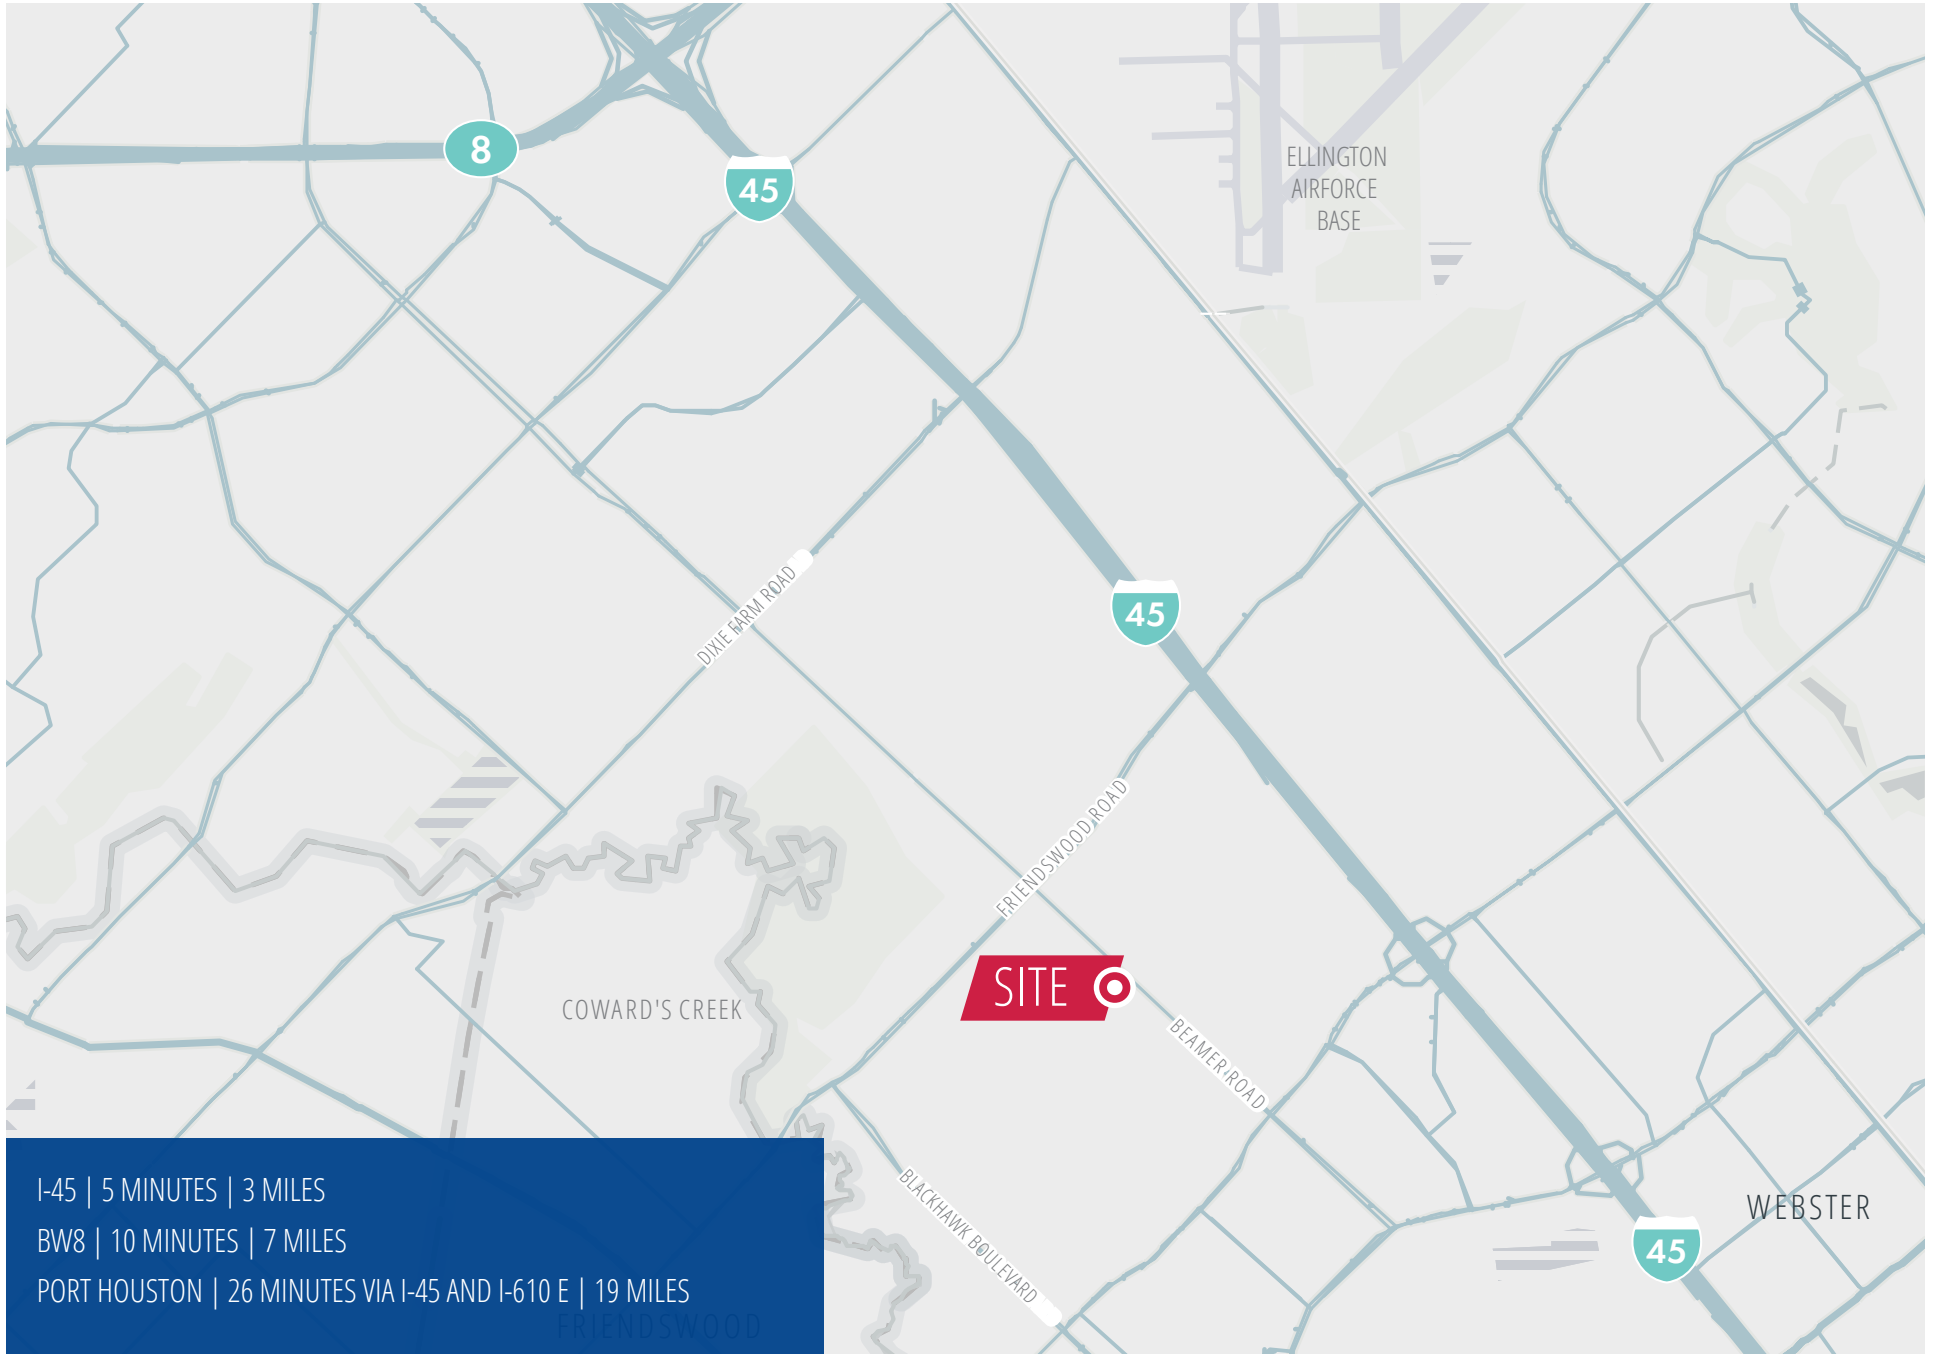 8
45
ELLINGTON
AIRFORCE
BASE
DIXIE FARM ROAD
45
FRIENDSWOOD ROAD
SITE
COWARD'S CREEK
BEAMER ROAD
BLACKHAWK BOULEVARD
WEBSTER
45
I-45 | 5 MINUTES | 3 MILES
BW8 | 10 MINUTES | 7 MILES
PORT HOUSTON | 26 MINUTES VIA I-45 AND I-610 E | 19 MILES
FRIENDSWOOD